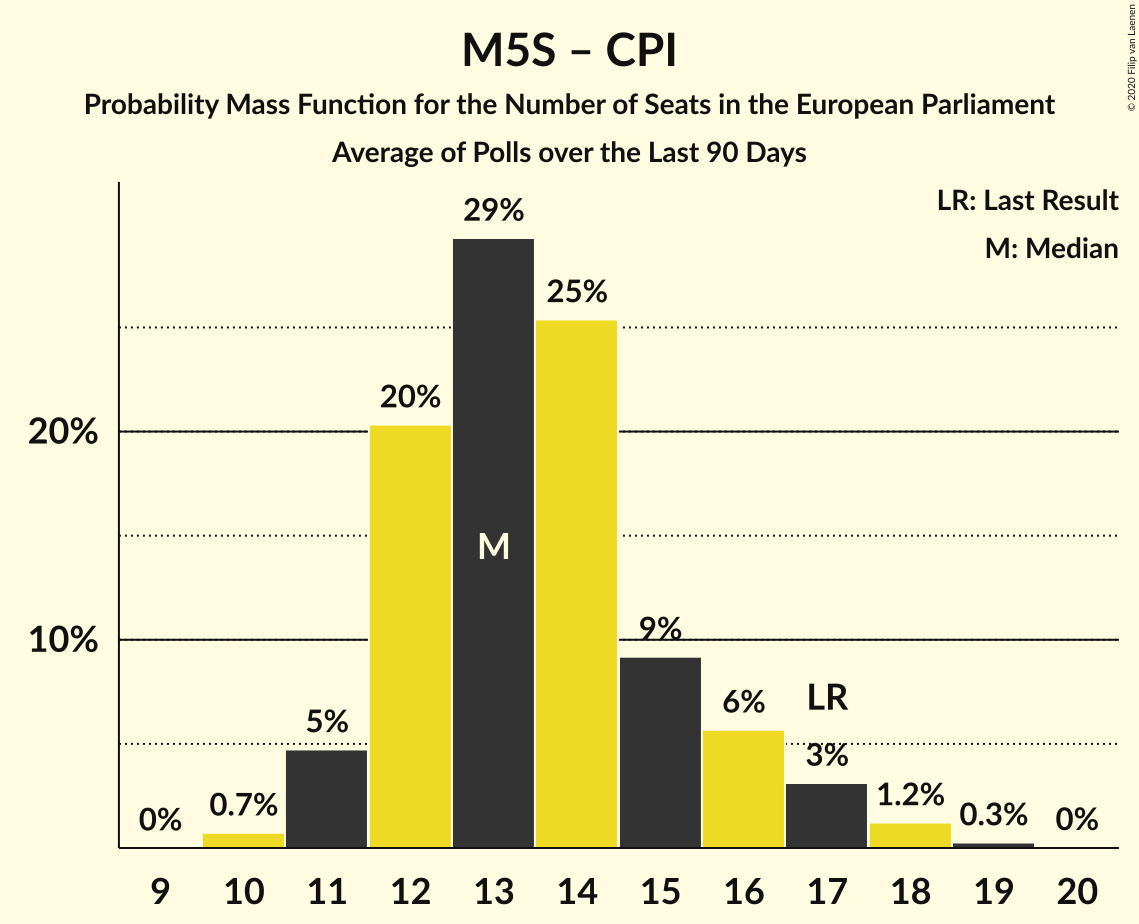 M5S – CPI
Probability Mass Function for the Number of Seats in the European Parliament
Average of Polls over the Last 90 Days
© 2020 Filip van Laenen
LR: Last Result
M: Median
29%
25%
20%
20%
M
10%
9%
6%
LR
5%
3%
1.2%
0.7%
0.3%
0%
0%
9 10 11 12 13 14 15 16 17 18 19 20